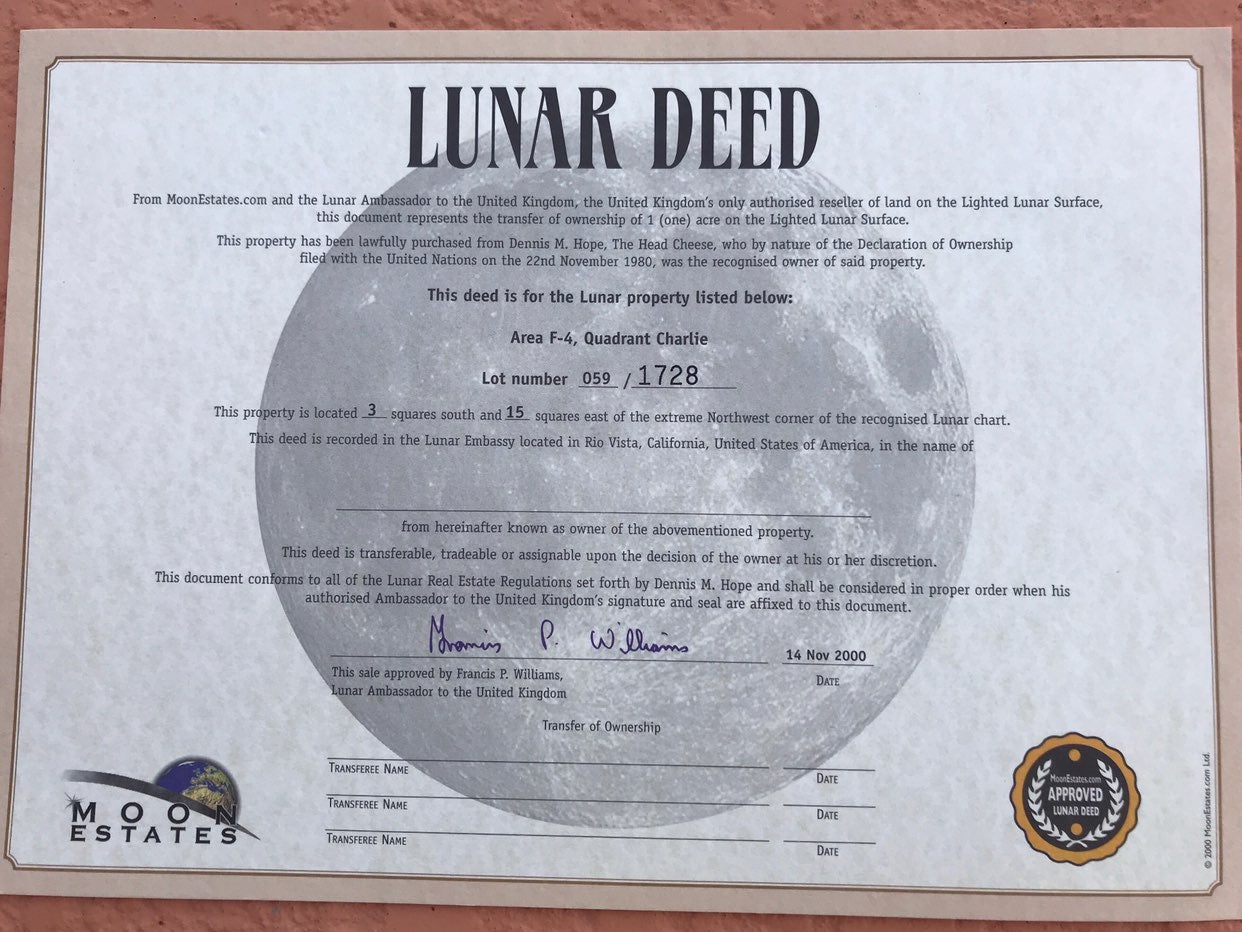 LUNAR DEED
From MoonEstates.com and the Lunar Ambassador to the United Kingdom, the United Kingdom's only authorised reseller of land on the Lighted Lunar Surface,
this document represents the transfer of ownership of 1 (one) acre on the Lighted Lunar Surface.
This property has been lawfully purchased from Dennis M. Hope, The Head Cheese, who by nature of the Declaration of Ownership
filed with the United Nations on the 22nd November 1980, was the recognised owner of said property.
This deed is for the Lunar property listed below:
Area F-4, Quadrant Charlie
Lot number 059 / 1728
This property is located 3 squares south and 15 squares east of the extreme Northwest corner of the recognised Lunar chart.
This deed is recorded in the Lunar Embassy located in Rio Vista, California, United States of America, in the name of
from hereinafter known as owner of the abovementioned property.
This deed is transferable, tradeable or assignable upon the decision of the owner at his or her discretion.
This document conforms to all of the Lunar Real Estate Regulations set forth by Dennis M. Hope and shall be considered in proper order when his
authorised Ambassador to the United Kingdom's signature and seal are affixed to this document.
Francis P. Williams 14 Nov 2000
This sale approved by Francis P. Williams, DATE
Lunar Ambassador to the United Kingdom
Transfer of Ownership
TRANSFEREE NAME DATE
TRANSFEREE NAME DATE
TRANSFEREE NAME DATE
MOON
ESTATES
MoonEstates.com
APPROVED
LUNAR DEED
© 2000 MoonEstates.com Ltd.